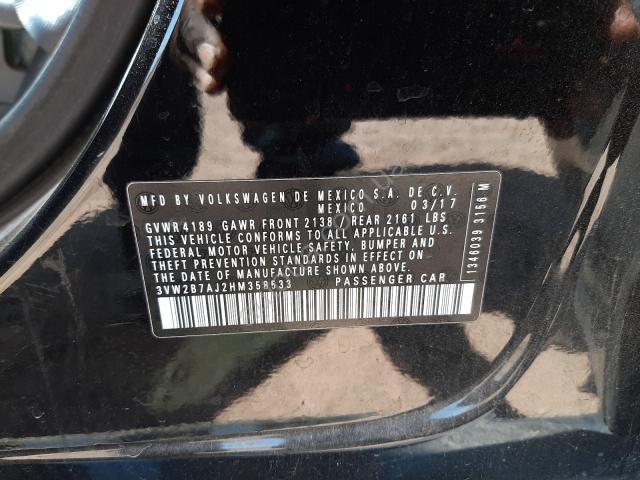 MFD BY VOLKSWAGEN DE MEXICO S.A. DE C.V.
MEXICO 03/17
GVWR 4189 GAWR FRONT 2138 REAR 2161 LBS
THIS VEHICLE CONFORMS TO ALL APPLICABLE U.S.
FEDERAL MOTOR VEHICLE SAFETY, BUMPER AND
THEFT PREVENTION STANDARDS IN EFFECT ON THE
DATE OF MANUFACTURE SHOWN ABOVE.
3VW2B7AJ2HM358533 PASSENGER CAR
1346039 3156 M